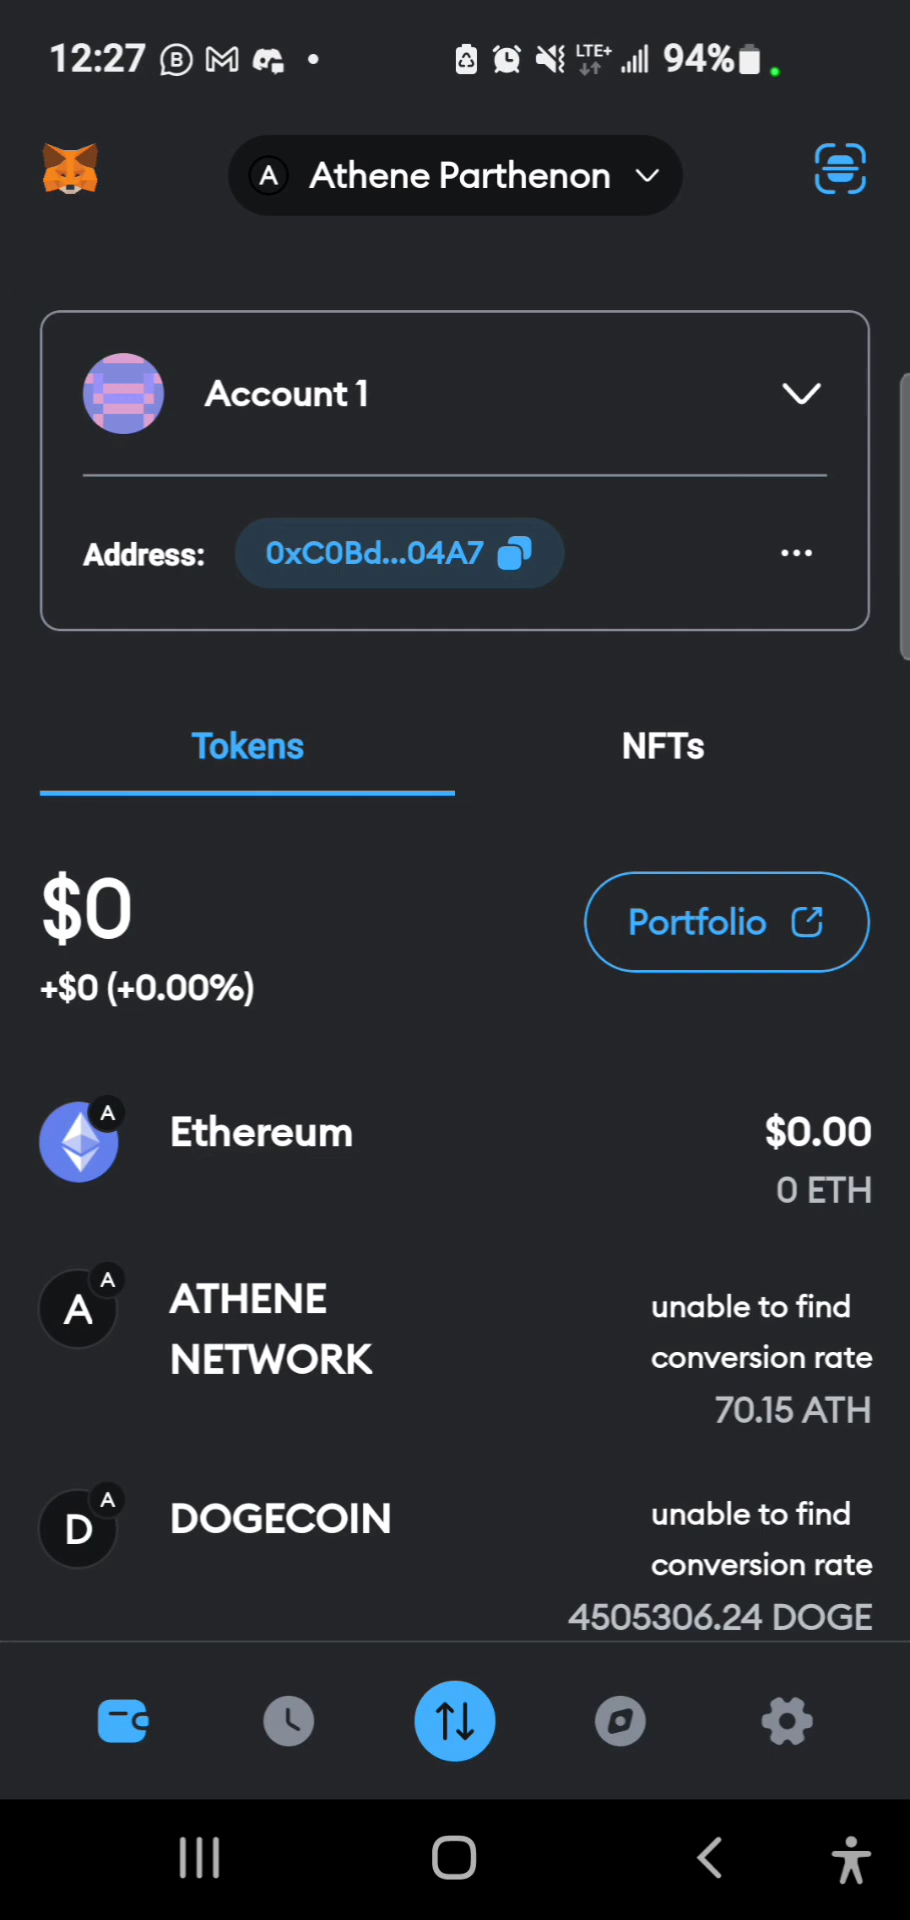 12:27 B LTE+ 94%
A Athene Parthenon
Account 1
Address: 0xC0Bd...04A7
Tokens NFTs
$0
Portfolio
+$0 (+0.00%)
A
Ethereum $0.00
0 ETH
A
A ATHENE
NETWORK
unable to find
conversion rate
70.15 ATH
A
D DOGECOIN
unable to find
conversion rate
4505306.24 DOGE